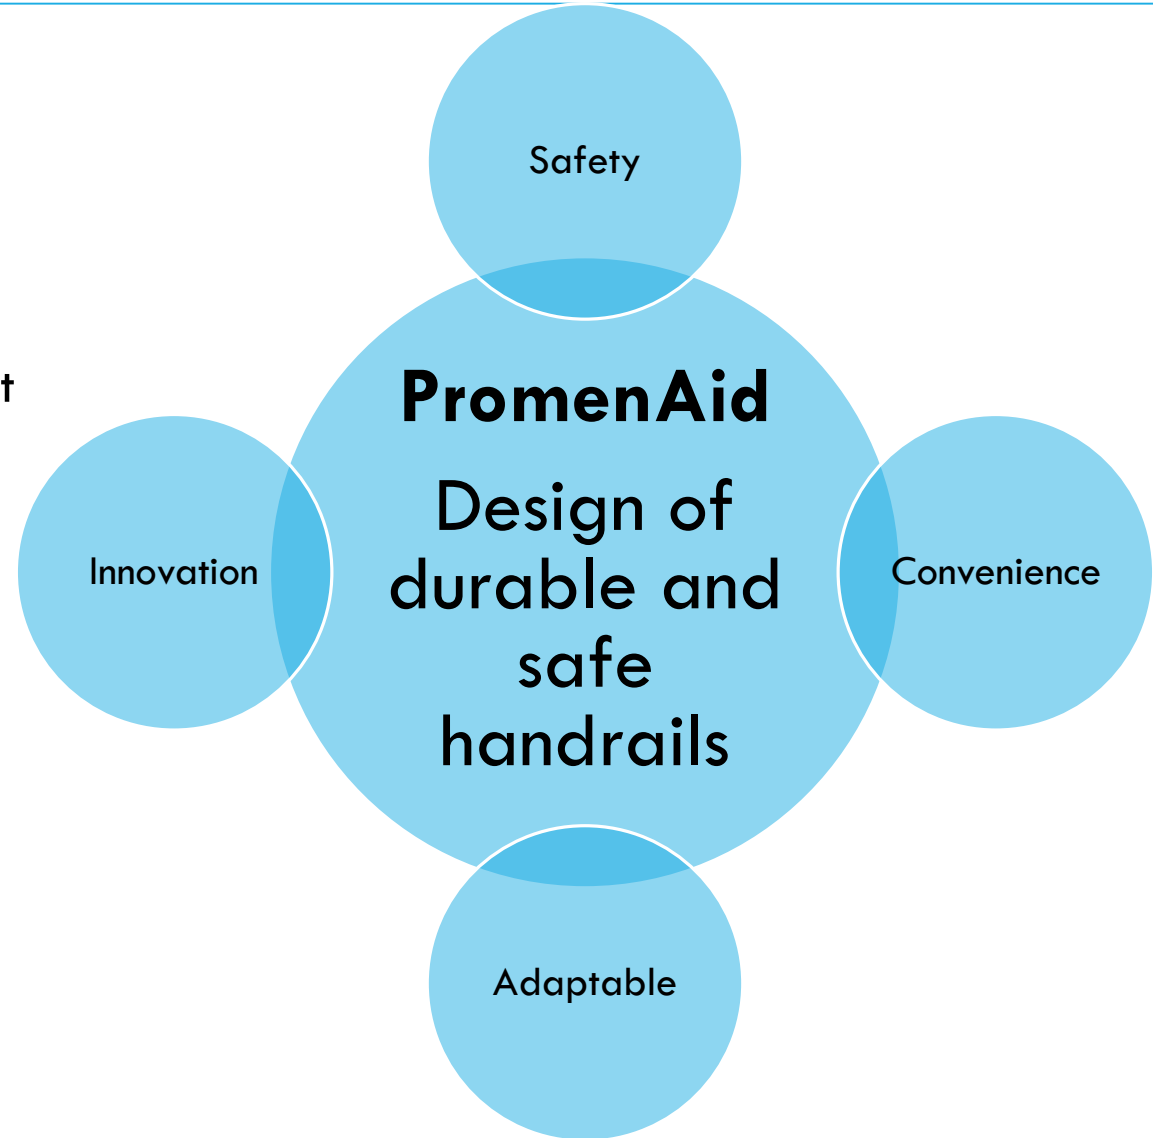 Safety
t
PromenAid
Design of
durable and
safe
handrails
Innovation
Convenience
Adaptable